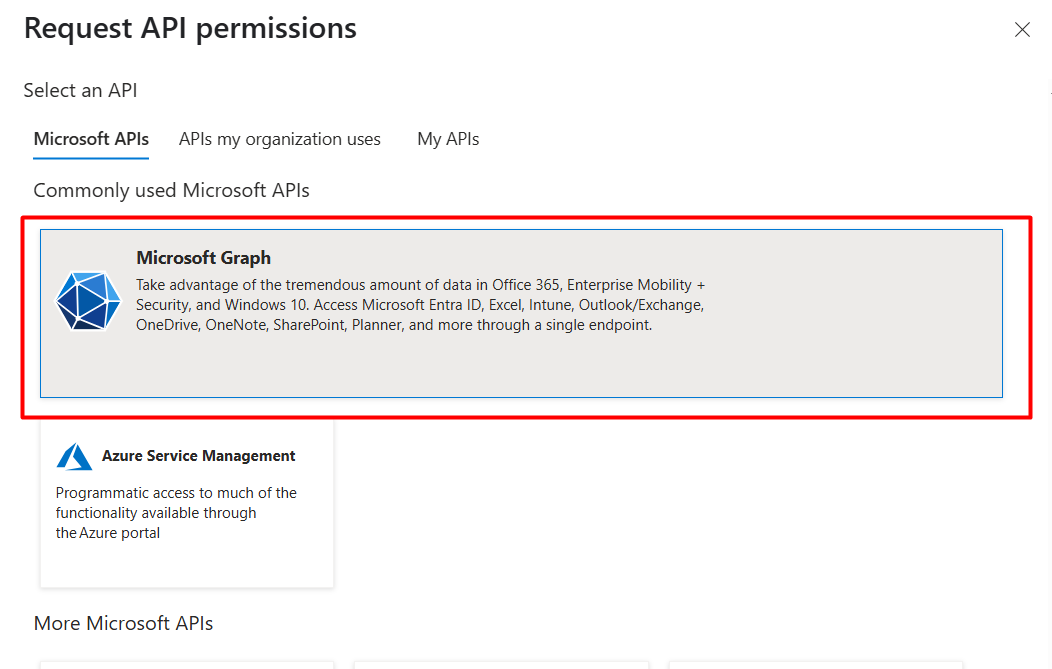 Request API permissions
Select an API
Microsoft APIs APIs my organization uses My APIs
Commonly used Microsoft APIs
Microsoft Graph
Take advantage of the tremendous amount of data in Office 365, Enterprise Mobility +
Security, and Windows 10. Access Microsoft Entra ID, Excel, Intune, Outlook/Exchange,
OneDrive, OneNote, SharePoint, Planner, and more through a single endpoint.
Azure Service Management
Programmatic access to much of the
functionality available through
the Azure portal
More Microsoft APIs